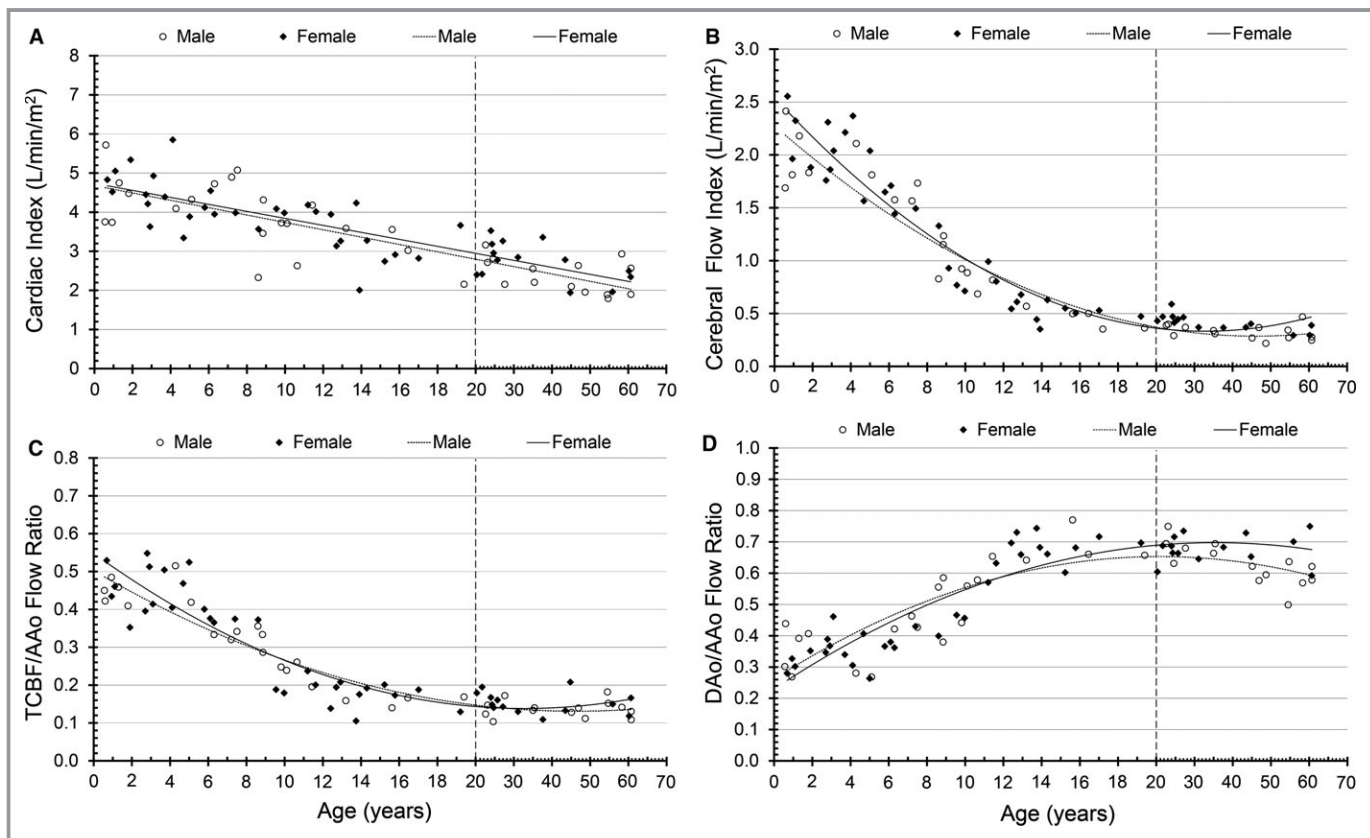 A
Male Female Male Female
Cardiac Index (L/min/m²)
8
7
6
5
4
3
2
1
0
0 2 4 6 8 10 12 14 16 18 20 30 40 50 60 70
B
Male Female Male Female
Cerebral Flow Index (L/min/m²)
3.0
2.5
2.0
1.5
1.0
0.5
0.0
0 2 4 6 8 10 12 14 16 18 20 30 40 50 60 70
C
Male Female Male Female
TCBF/AAo Flow Ratio
0.8
0.7
0.6
0.5
0.4
0.3
0.2
0.1
0.0
0 2 4 6 8 10 12 14 16 18 20 30 40 50 60 70
Age (years)
D
Male Female Male Female
DAo/AAo Flow Ratio
1.0
0.9
0.8
0.7
0.6
0.5
0.4
0.3
0.2
0.1
0.0
0 2 4 6 8 10 12 14 16 18 20 30 40 50 60 70
Age (years)